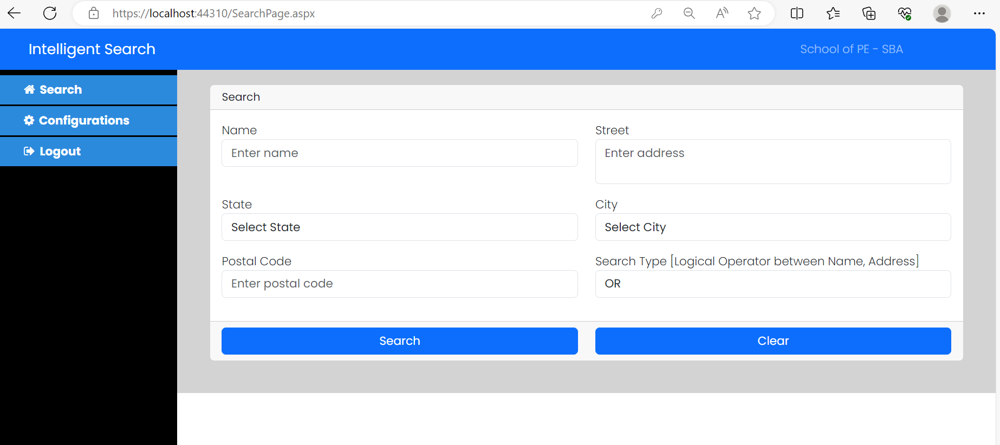 https://localhost:44310/SearchPage.aspx
Intelligent Search
School of PE - SBA
Search
Configurations
Logout
Search
Name
Street
Enter name
Enter address
State
City
Select State
Select City
Postal Code
Search Type [Logical Operator between Name, Address]
Enter postal code
OR
Search
Clear